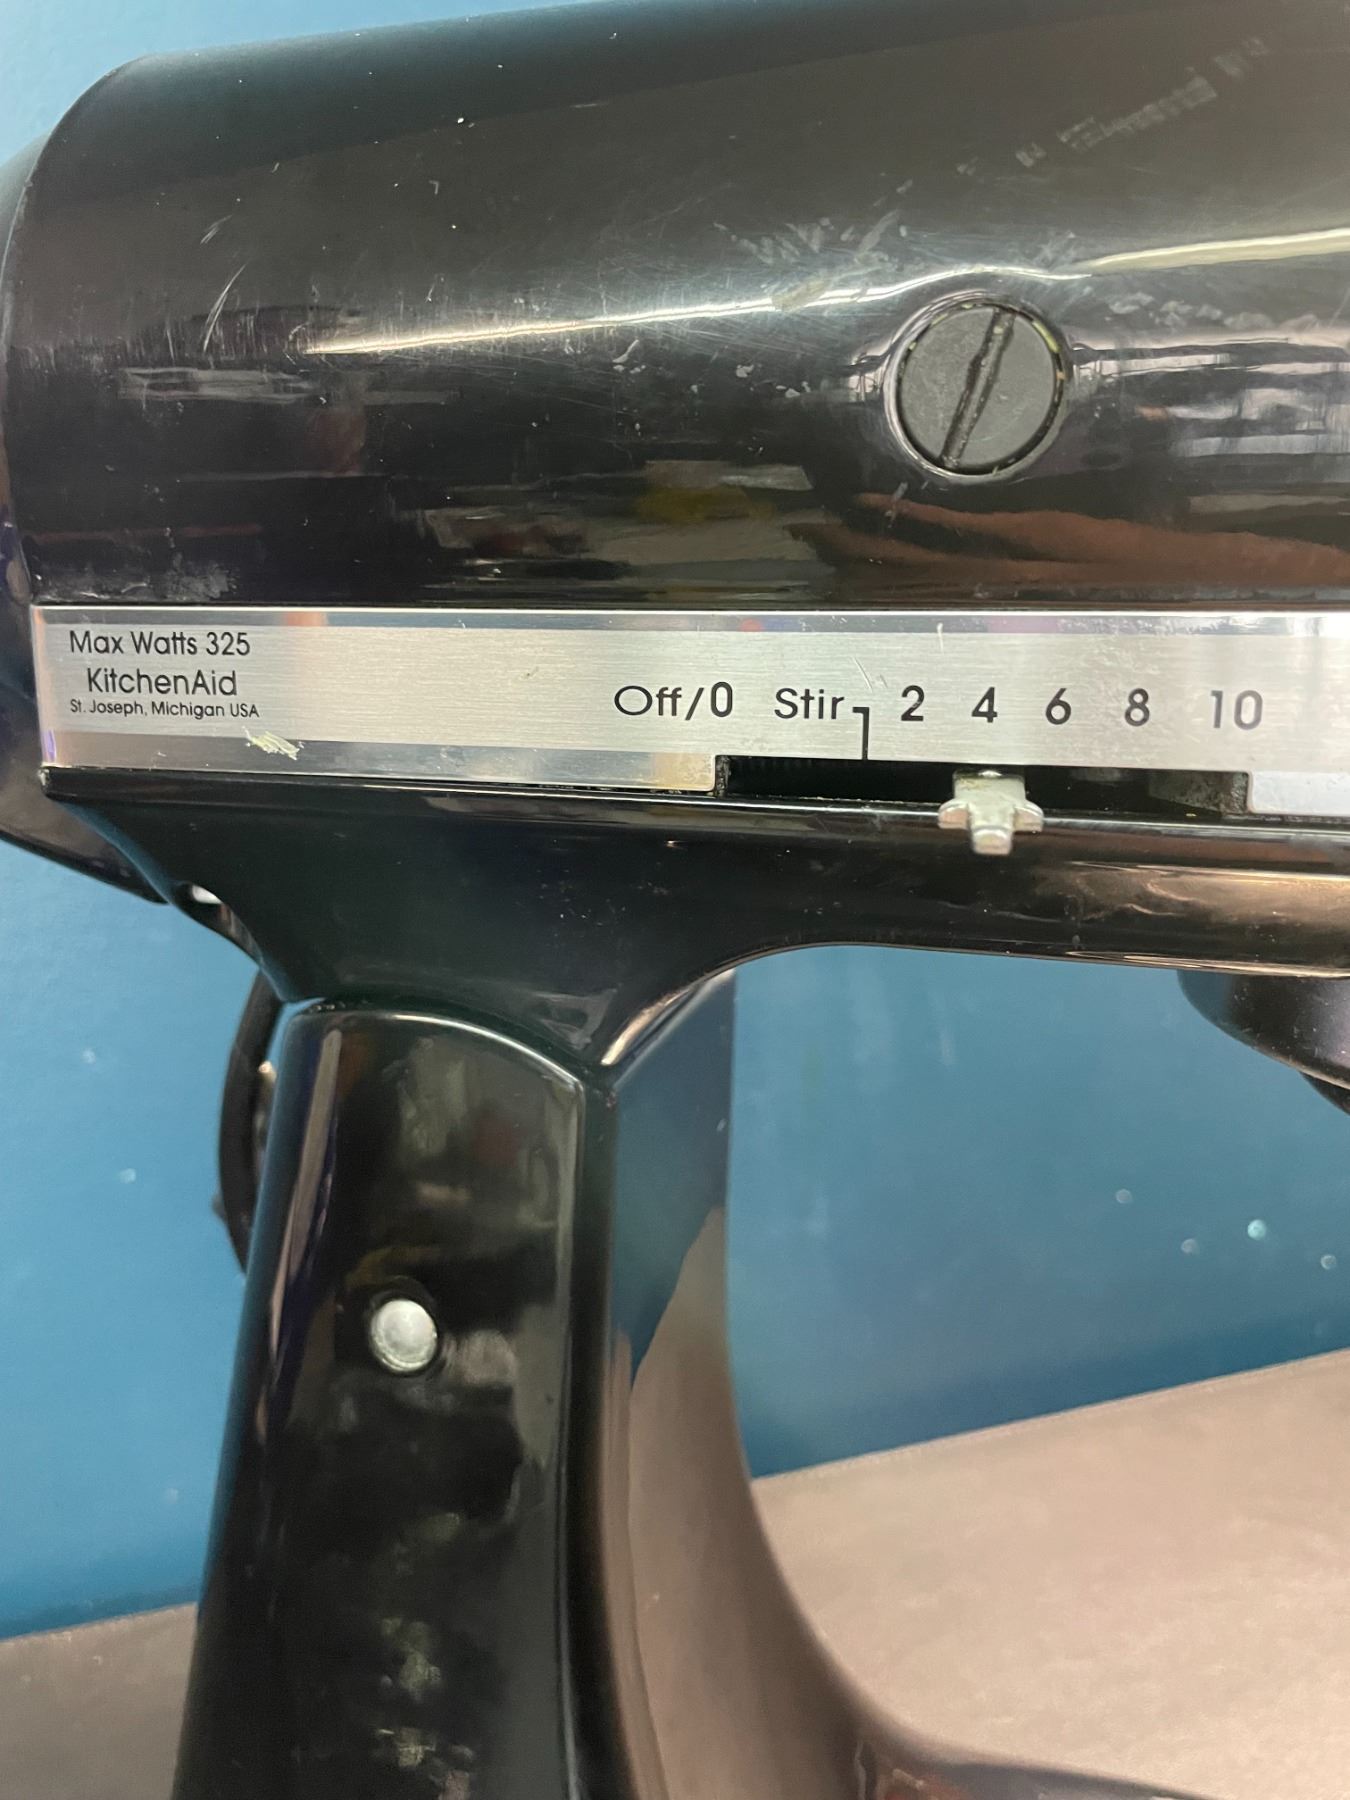 Max Watts 325
KitchenAid
St. Joseph, Michigan USA
Off/0 Stir 2 4 6 8 10